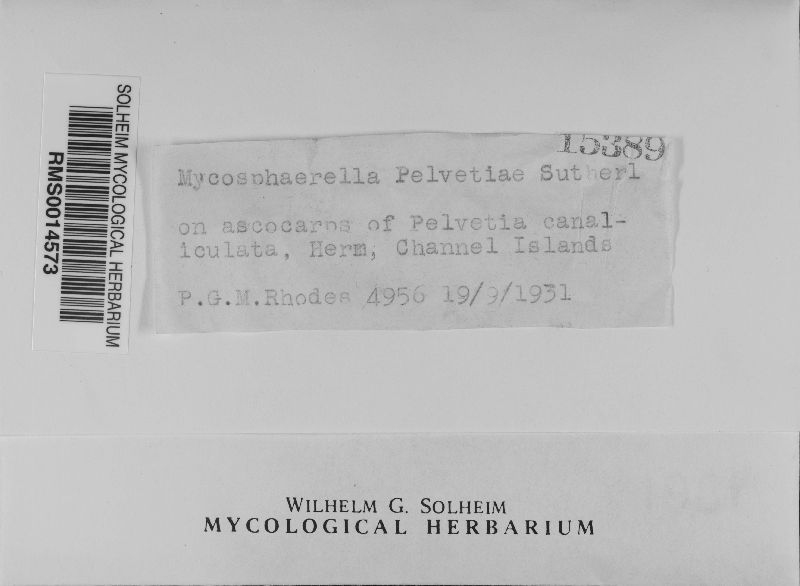 SOLHEIM MYCOLOGICAL HERBARIUM
RMS0014573
15389
Mycosphaerella Pelvetiae Sutherl
on ascocarps of Pelvetia canal-
iculata, Herm; Channel Islands
P.G.M.Rhodes 4956 19/9/1931
WILHELM G. SOLHEIM
MYCOLOGICAL HERBARIUM